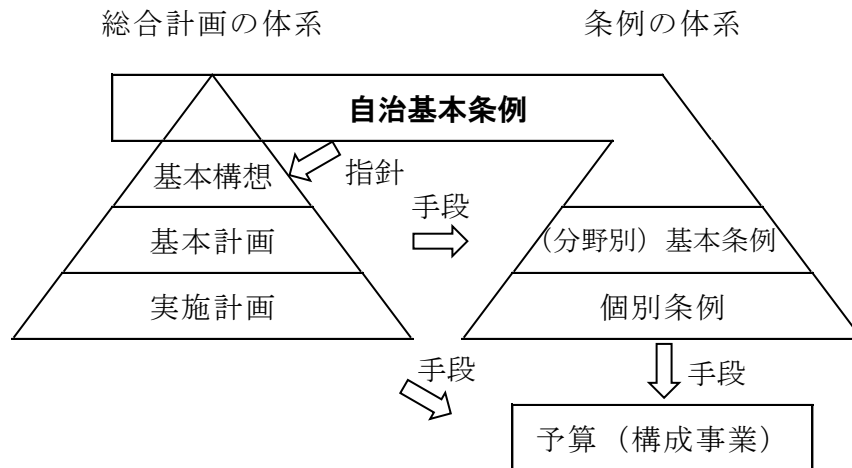 総合計画の体系
条例の体系
自治基本条例
基本構想
指針
手段
基本計画
(分野別）基本条例
実施計画
個別条例
手段
手段
予算（構成事業）